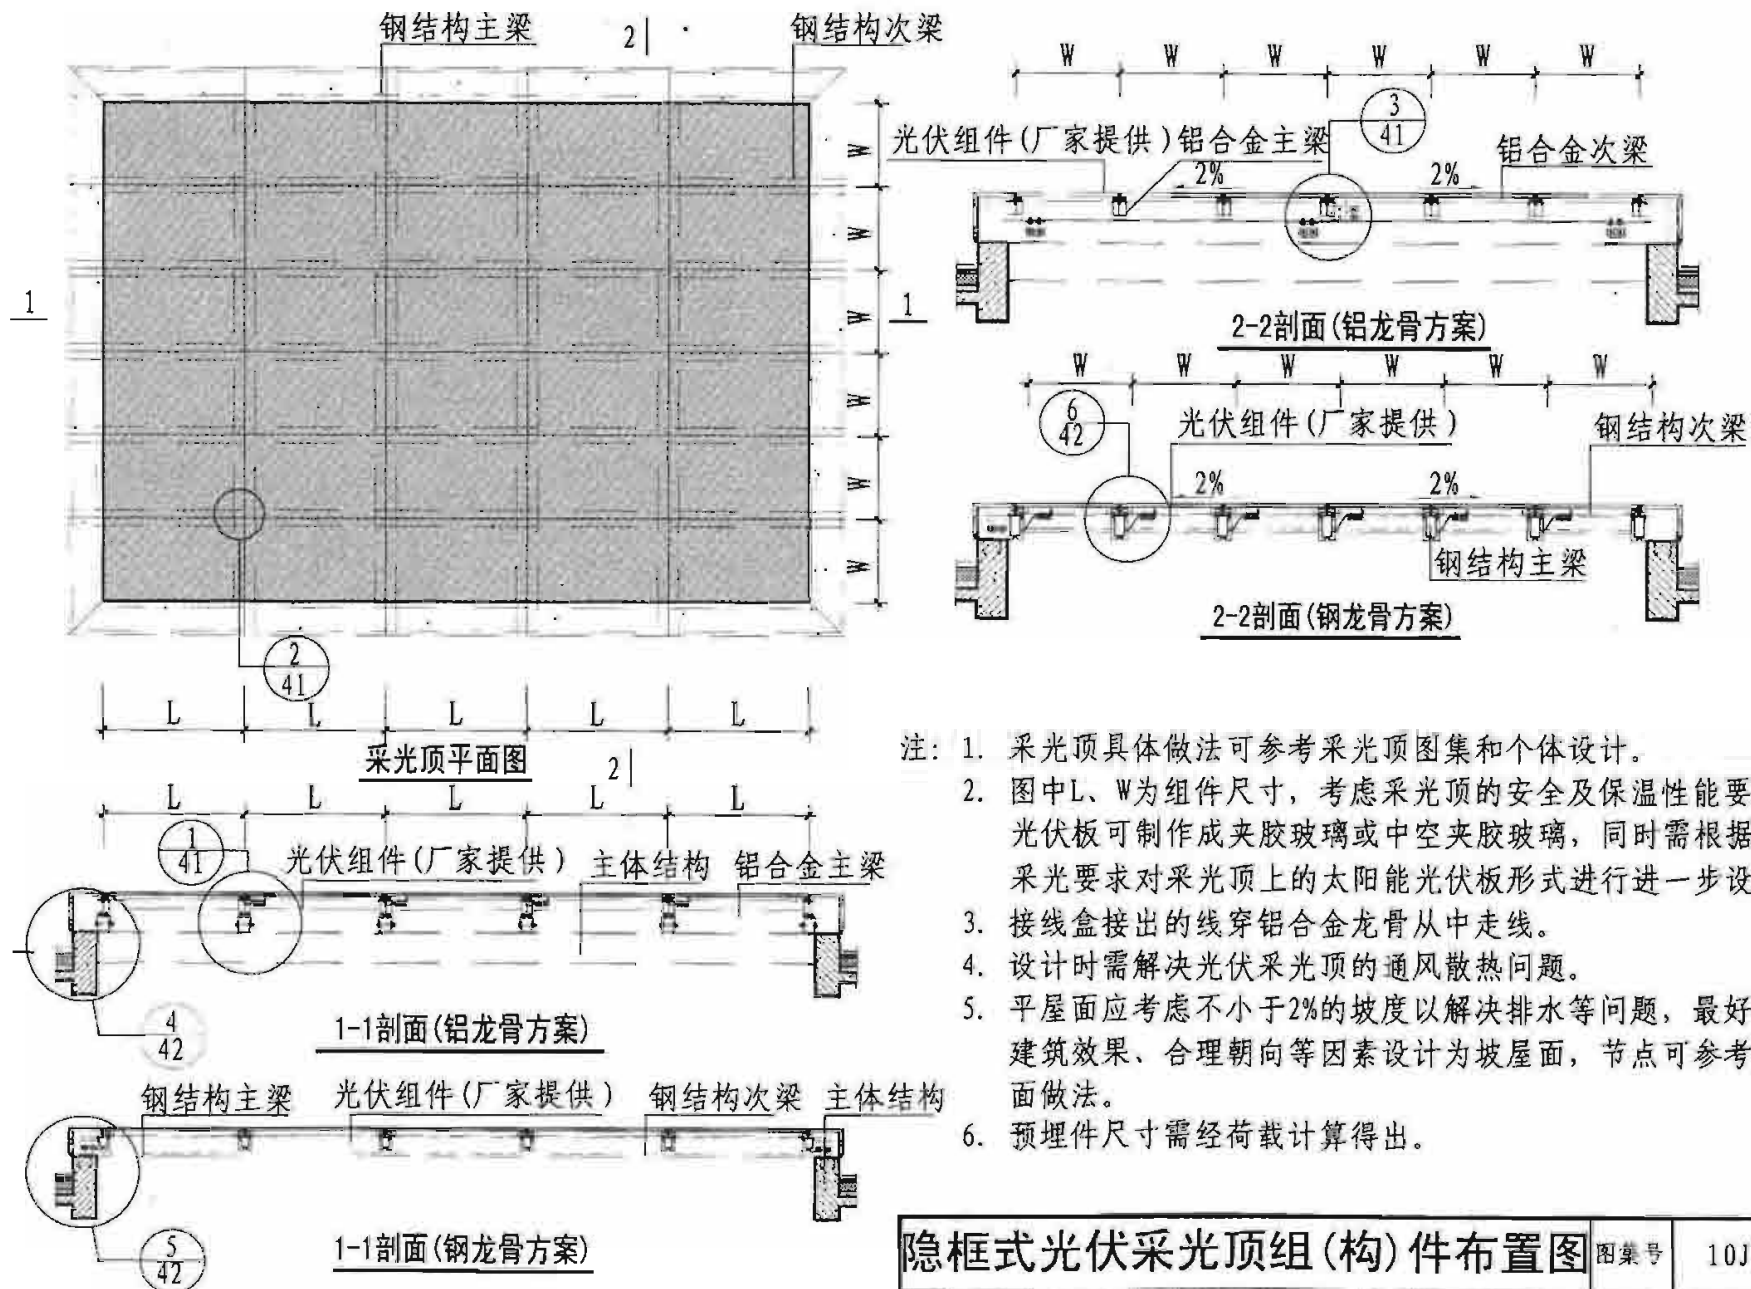 钢结构主梁
2
钢结构次梁
W
W
W
W
W
W
1
1
2
41
L
L
L
L
L
采光顶平面图
2
L
L
L
L
L
1
41
光伏组件(厂家提供)
主体结构
铝合金主梁
4
42
1-1剖面(铝龙骨方案)
钢结构主梁
光伏组件(厂家提供)
钢结构次梁
主体结构
5
42
1-1剖面(钢龙骨方案)
W
W
W
W
W
W
3
41
光伏组件(厂家提供)
铝合金主梁
铝合金次梁
2%
2%
2-2剖面(铝龙骨方案)
W
W
W
W
W
W
6
42
光伏组件(厂家提供)
钢结构次梁
2%
2%
钢结构主梁
2-2剖面(钢龙骨方案)
注: 1. 采光顶具体做法可参考采光顶图集和个体设计。
2. 图中L、W为组件尺寸, 考虑采光顶的安全及保温性能要
光伏板可制作成夹胶玻璃或中空夹胶玻璃, 同时需根据
采光要求对采光顶上的太阳能光伏板形式进行进一步设
3. 接线盒接出的线穿铝合金龙骨从中走线。
4. 设计时需解决光伏采光顶的通风散热问题。
5. 平屋面应考虑不小于2%的坡度以解决排水等问题, 最好
建筑效果、合理朝向等因素设计为坡屋面, 节点可参考
面做法。
6. 预埋件尺寸需经荷载计算得出。
隐框式光伏采光顶组(构)件布置图
图集号
10J